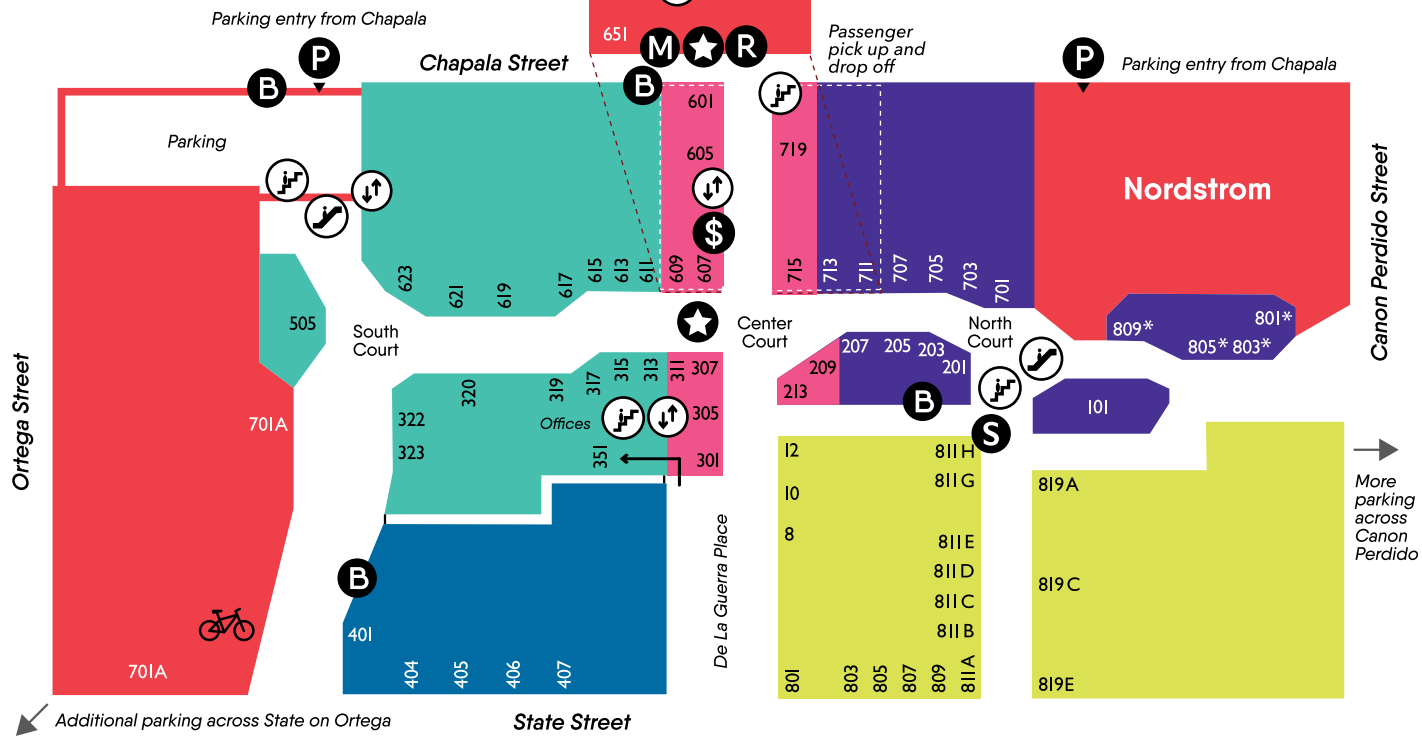 Parking entry from Chapala
651
M
R
Passenger
pick up and
drop off
P
Chapala Street
P
Parking entry from Chapala
B
B
601
Parking
605
719
Nordstrom
Canon Perdido Street
$
623
621
619
617
615
613
611
609
607
715
713
711
707
705
703
701
505
South
Court
Center
Court
North
Court
809*
801*
805*
803*
207
205
203
201
209
213
B
S
101
Ortega Street
701A
320
319
317
315
313
311
307
322
Offices
305
323
351
301
12
10
8
811H
811G
811E
811D
811C
811B
811A
819A
819C
819E
More
parking
across
Canon
Perdido
De La Guerra Place
B
401
404
405
406
407
801
803
805
807
809
701A
Additional parking across State on Ortega
State Street